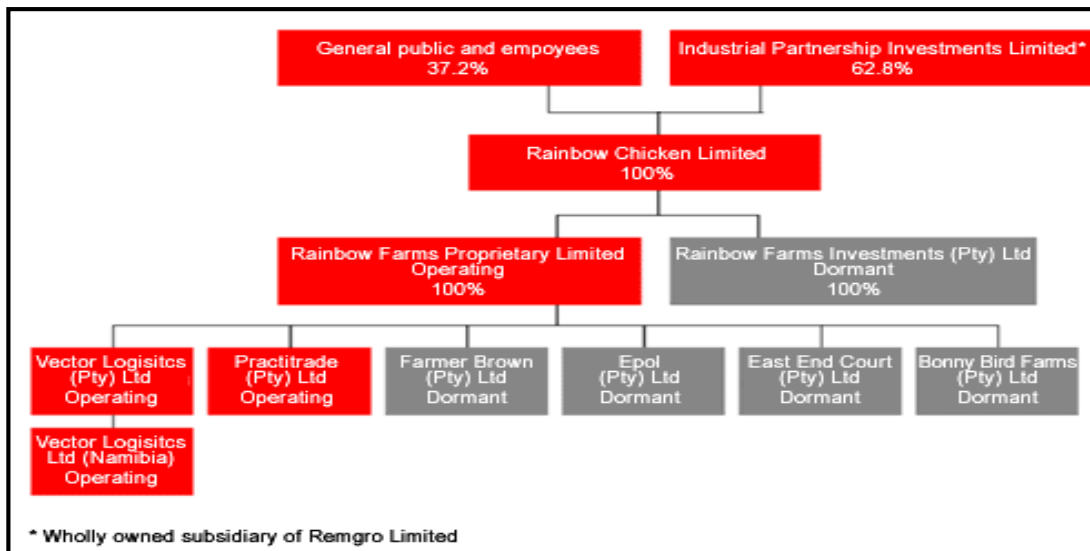 General public and empoyees
37.2%
Industrial Partnership Investments Limited*
62.8%
Rainbow Chicken Limited
100%
Rainbow Farms Proprietary Limited
Operating
100%
Rainbow Farms Investments (Pty) Ltd
Dormant
100%
Vector Logisitcs
(Pty) Ltd
Operating
Practitrade
(Pty) Ltd
Operating
Farmer Brown
(Pty) Ltd
Dormant
Epol
(Pty) Ltd
Dormant
East End Court
(Pty) Ltd
Dormant
Bonny Bird Farms
(Pty) Ltd
Dormant
Vector Logisitcs
Ltd (Namibia)
Operating
* Wholly owned subsidiary of Remgro Limited